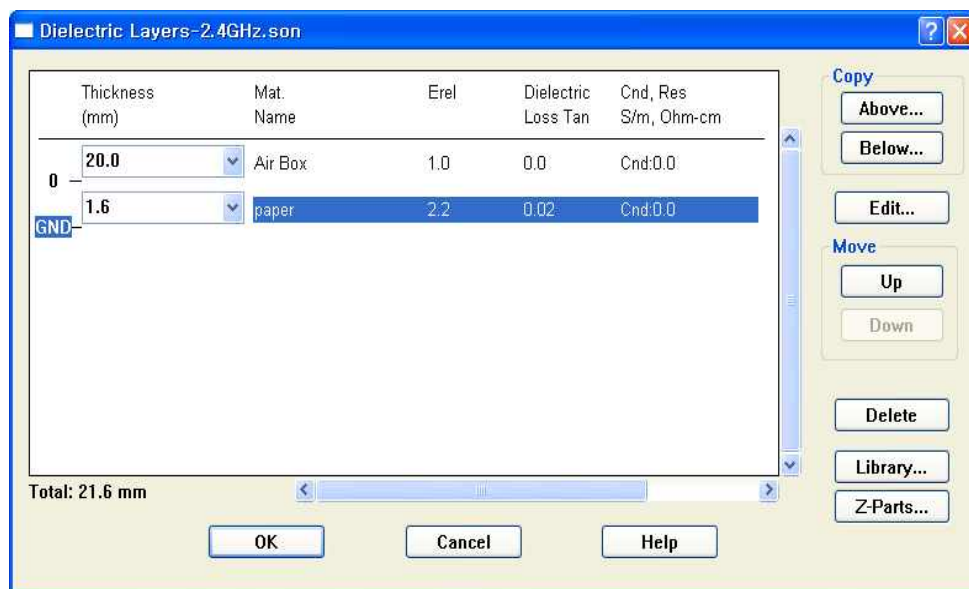 Dielectric Layers-2.4GHz.son
Thickness Mat. Erel Dielectric Cnd, Res
(mm) Name Loss Tan S/m, Ohm-cm
20.0 Air Box 1.0 0.0 Cnd:0.0
0
1.6 paper 2.2 0.02 Cnd:0.0
GND
Total: 21.6 mm
OK Cancel Help
Copy
Above...
Below...
Edit...
Move
Up
Down
Delete
Library...
Z-Parts...